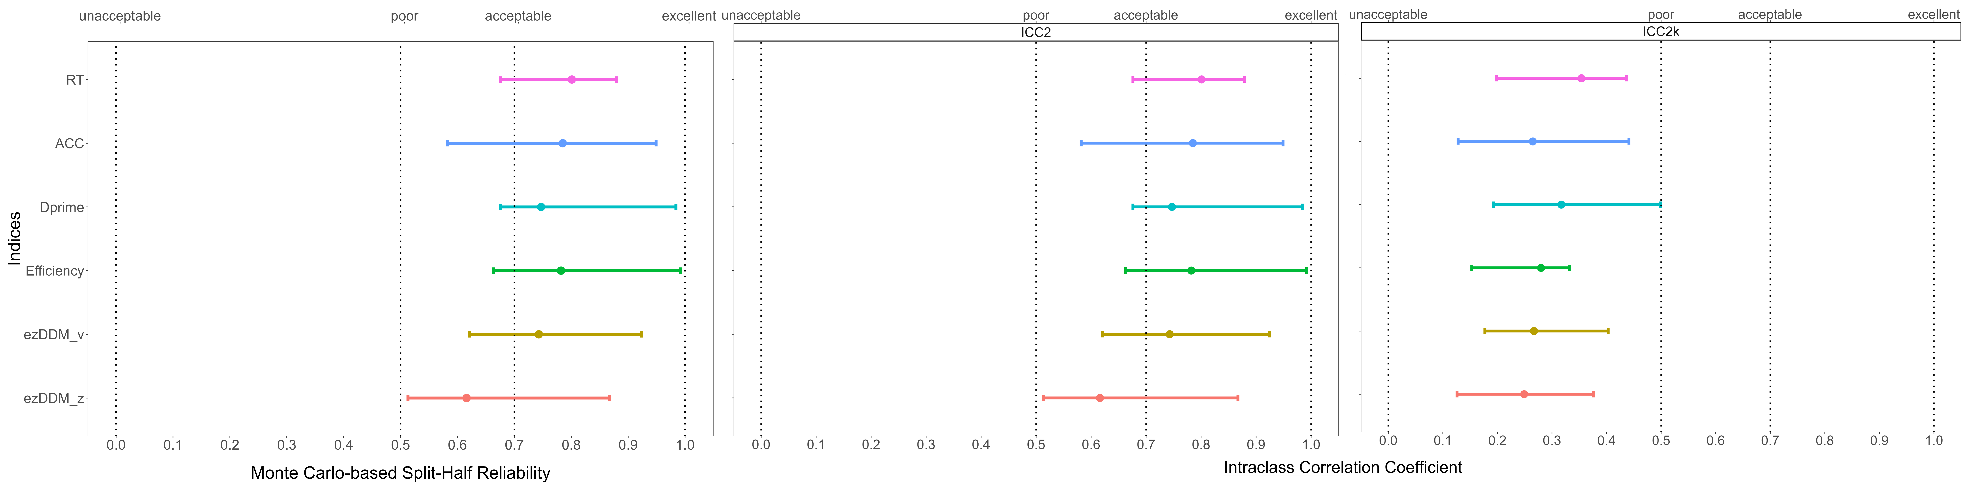 unacceptable poor acceptable excellent unacceptable poor acceptable excellent unacceptable poor acceptable excellent
ICC2 ICC2k
RT
ACC
Dprime
Efficiency
ezDDM_v
ezDDM_z
Indices
0.0 0.1 0.2 0.3 0.4 0.5 0.6 0.7 0.8 0.9 1.0 0.0 0.1 0.2 0.3 0.4 0.5 0.6 0.7 0.8 0.9 1.0 0.0 0.1 0.2 0.3 0.4 0.5 0.6 0.7 0.8 0.9 1.0
Monte Carlo-based Split-Half Reliability Intraclass Correlation Coefficient